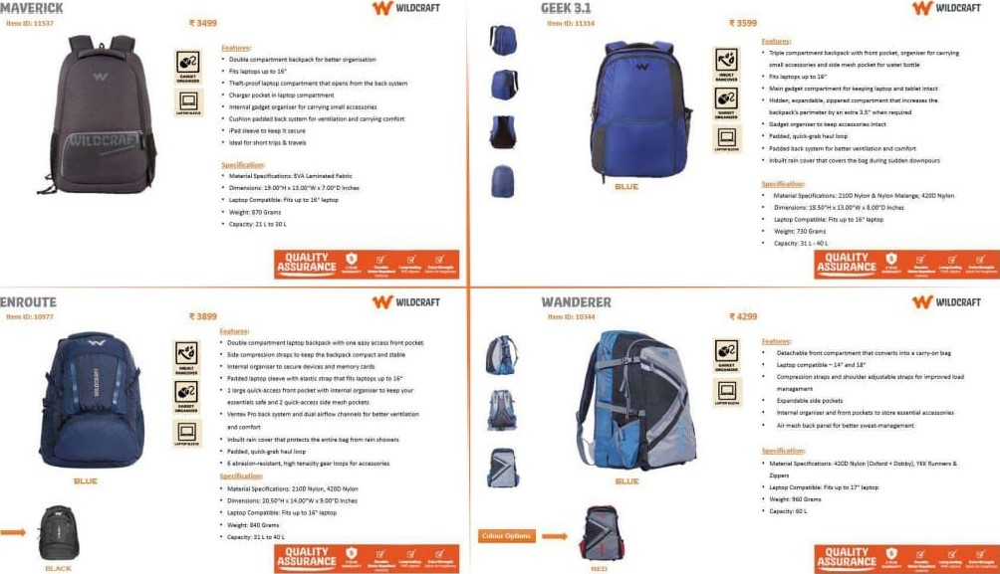 MAVERICK
WILDCRAFT
Item ID: 11537
₹ 3499
GADGET ORGANIZER
LAPTOP SLEEVE
WILDCRAFT
Features:
• Double compartment backpack for better organisation
• Fits laptops up to 16"
• Theft-proof laptop compartment that opens from the back system
• Charger pocket in laptop compartment
• Internal gadget organiser for carrying small accessories
• Cushion padded back system for ventilation and carrying comfort
• iPad sleeve to keep it secure
• Ideal for short trips & travels
Specification:
• Material Specifications: EVA Laminated Fabric
• Dimensions: 19.00"H x 13.00"W x 7.00"D Inches
• Laptop Compatible: Fits up to 16" laptop
• Weight: 870 Grams
• Capacity: 21 L to 30 L
QUALITY
ASSURANCE
GEEK 3.1
WILDCRAFT
Item ID: 11314
₹ 3599
INBUILT RAINCOVER
GADGET ORGANIZER
LAPTOP SLEEVE
BLUE
Features:
• Triple compartment backpack with front pocket, organiser for carrying
small accessories and side mesh pocket for water bottle
• Fits laptops up to 16"
• Main gadget compartment for keeping laptop and tablet intact
• Hidden, expandable, zippered compartment that increases the
backpack's perimeter by an extra 3.5" when required
• Gadget organiser to keep accessories intact
• Padded, quick-grab haul loop
• Padded back system for better ventilation and comfort
• Inbuilt rain cover that covers the bag during sudden downpours
Specification:
• Material Specifications: 210D Nylon & Nylon Melange, 420D Nylon
• Dimensions: 18.50"H x 13.00"W x 8.00"D Inches
• Laptop Compatible: Fits up to 16" laptop
• Weight: 730 Grams
• Capacity: 31 L - 40 L
QUALITY
ASSURANCE
ENROUTE
WILDCRAFT
Item ID: 10977
₹ 3899
INBUILT RAINCOVER
GADGET ORGANIZER
LAPTOP SLEEVE
WILDCRAFT
BLUE
BLACK
Features:
• Double compartment laptop backpack with one easy access front pocket.
• Side compression straps to keep the backpack compact and stable
• Internal organiser to secure devices and memory cards
• Padded laptop sleeve with elastic strap that fits laptops up to 16"
• 1 large quick-access front pocket with internal organiser to keep your
essentials safe and 2 quick-access side mesh pockets
• Ventex Pro back system and dual airflow channels for better ventilation
and comfort
• Inbuilt rain cover that protects the entire bag from rain showers
• Padded, quick-grab haul loop
• 6 abrasion-resistant, high tenacity gear loops for accessories
Specification:
• Material Specifications: 210D Nylon, 420D Nylon
• Dimensions: 20.50"H x 14.00"W x 9.00"D Inches
• Laptop Compatible: Fits up to 16" laptop
• Weight: 840 Grams
• Capacity: 31 L to 40 L
QUALITY
ASSURANCE
WANDERER
WILDCRAFT
Item ID: 10344
₹ 4299
GADGET ORGANIZER
LAPTOP SLEEVE
BLUE
Colour Options
RED
Features:
• Detachable front compartment that converts into a carry-on bag
• Laptop compatible – 14" and 18"
• Compression straps and shoulder adjustable straps for improved load
management
• Expandable side pockets
• Internal organizer and front pockets to store essential accessories
• Air mesh back panel for better sweat-management
Specification:
• Material Specifications: 420D Nylon (Oxford + Dobby), YKK Runners &
Zippers
• Laptop Compatible: Fits up to 17" laptop
• Weight: 960 Grams
• Capacity: 60 L
QUALITY
ASSURANCE